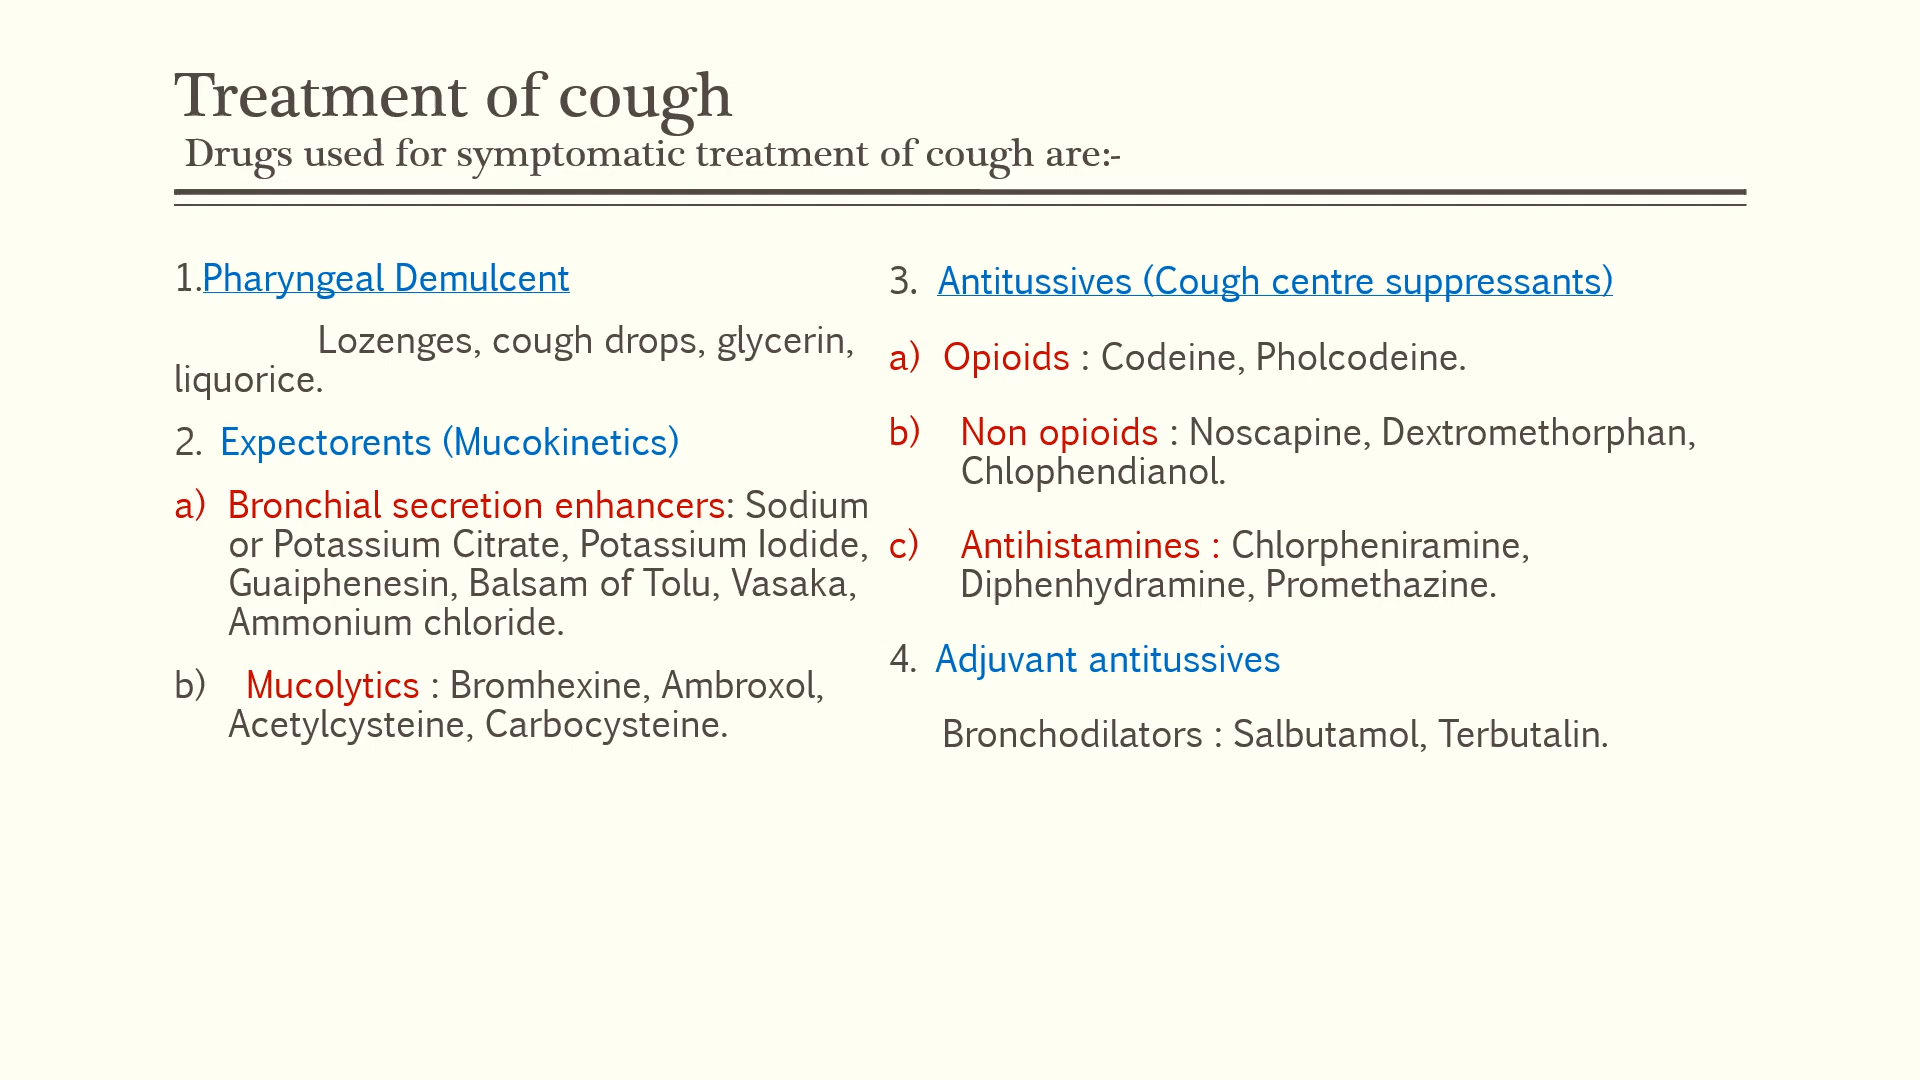 Treatment of cough
Drugs used for symptomatic treatment of cough are:-
1.Pharyngeal Demulcent
Lozenges, cough drops, glycerin,
liquorice.
2. Expectorents (Mucokinetics)
a) Bronchial secretion enhancers: Sodium
or Potassium Citrate, Potassium Iodide,
Guaiphenesin, Balsam of Tolu, Vasaka,
Ammonium chloride.
b) Mucolytics : Bromhexine, Ambroxol,
Acetylcysteine, Carbocysteine.
3. Antitussives (Cough centre suppressants)
a) Opioids : Codeine, Pholcodeine.
b) Non opioids : Noscapine, Dextromethorphan,
Chlophendianol.
c) Antihistamines : Chlorpheniramine,
Diphenhydramine, Promethazine.
4. Adjuvant antitussives
Bronchodilators : Salbutamol, Terbutalin.